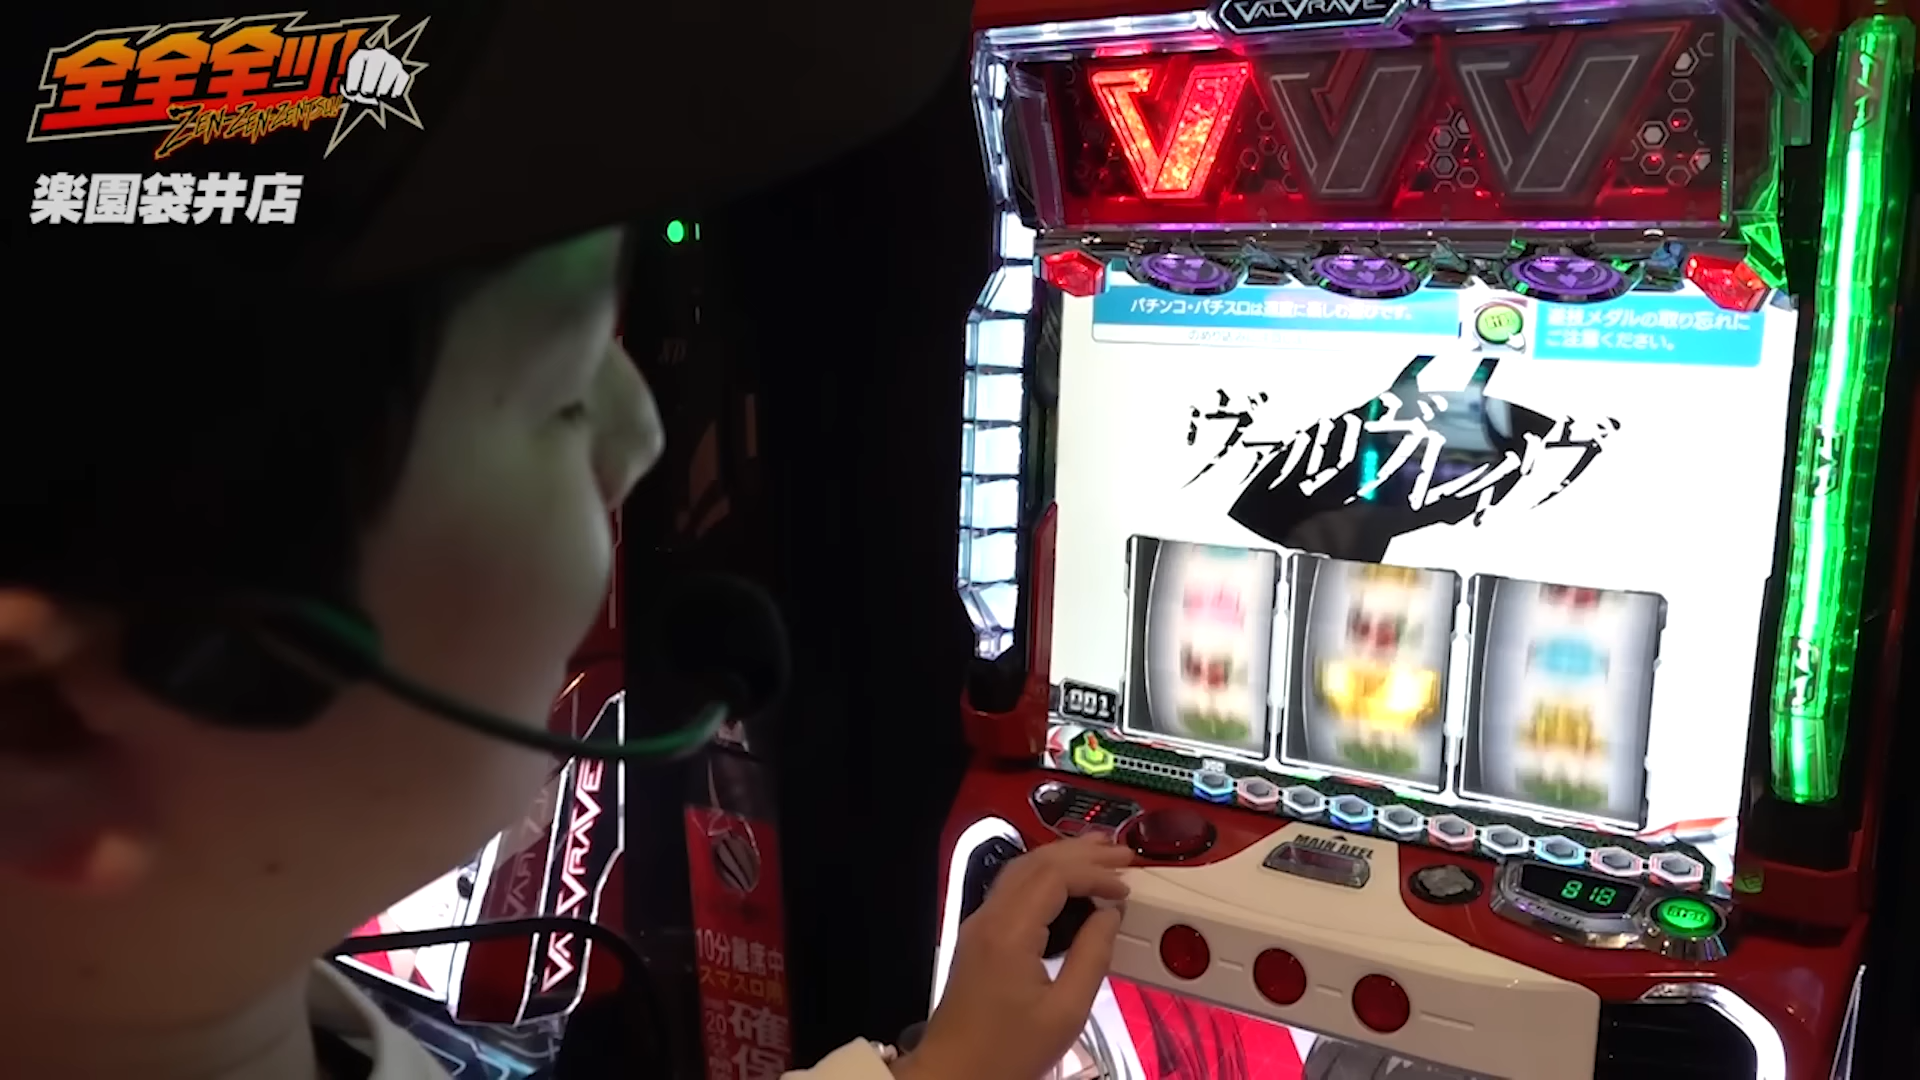 全全全ッ!
ZEN-ZEN-ZENTSU!!
楽園袋井店
VALVRAVE
パチンコ・パチスロは適度に楽しむ遊びです。
遊技メダルの取り忘れに
ご注意ください。
ヴァルヴレイヴ
001
MAIN REEL
818
VALVRAVE
10分離席中
スマスロ用
確保